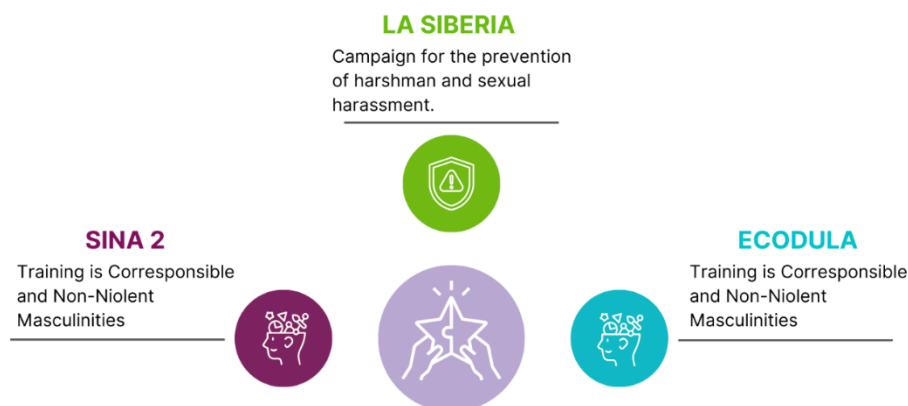 LA SIBERIA
Campaign for the prevention
of harshman and sexual
harassment.
SINA 2
Training is Corresponsible
and Non-Niolent
Masculinities
ECODULA
Training is Corresponsible
and Non-Niolent
Masculinities